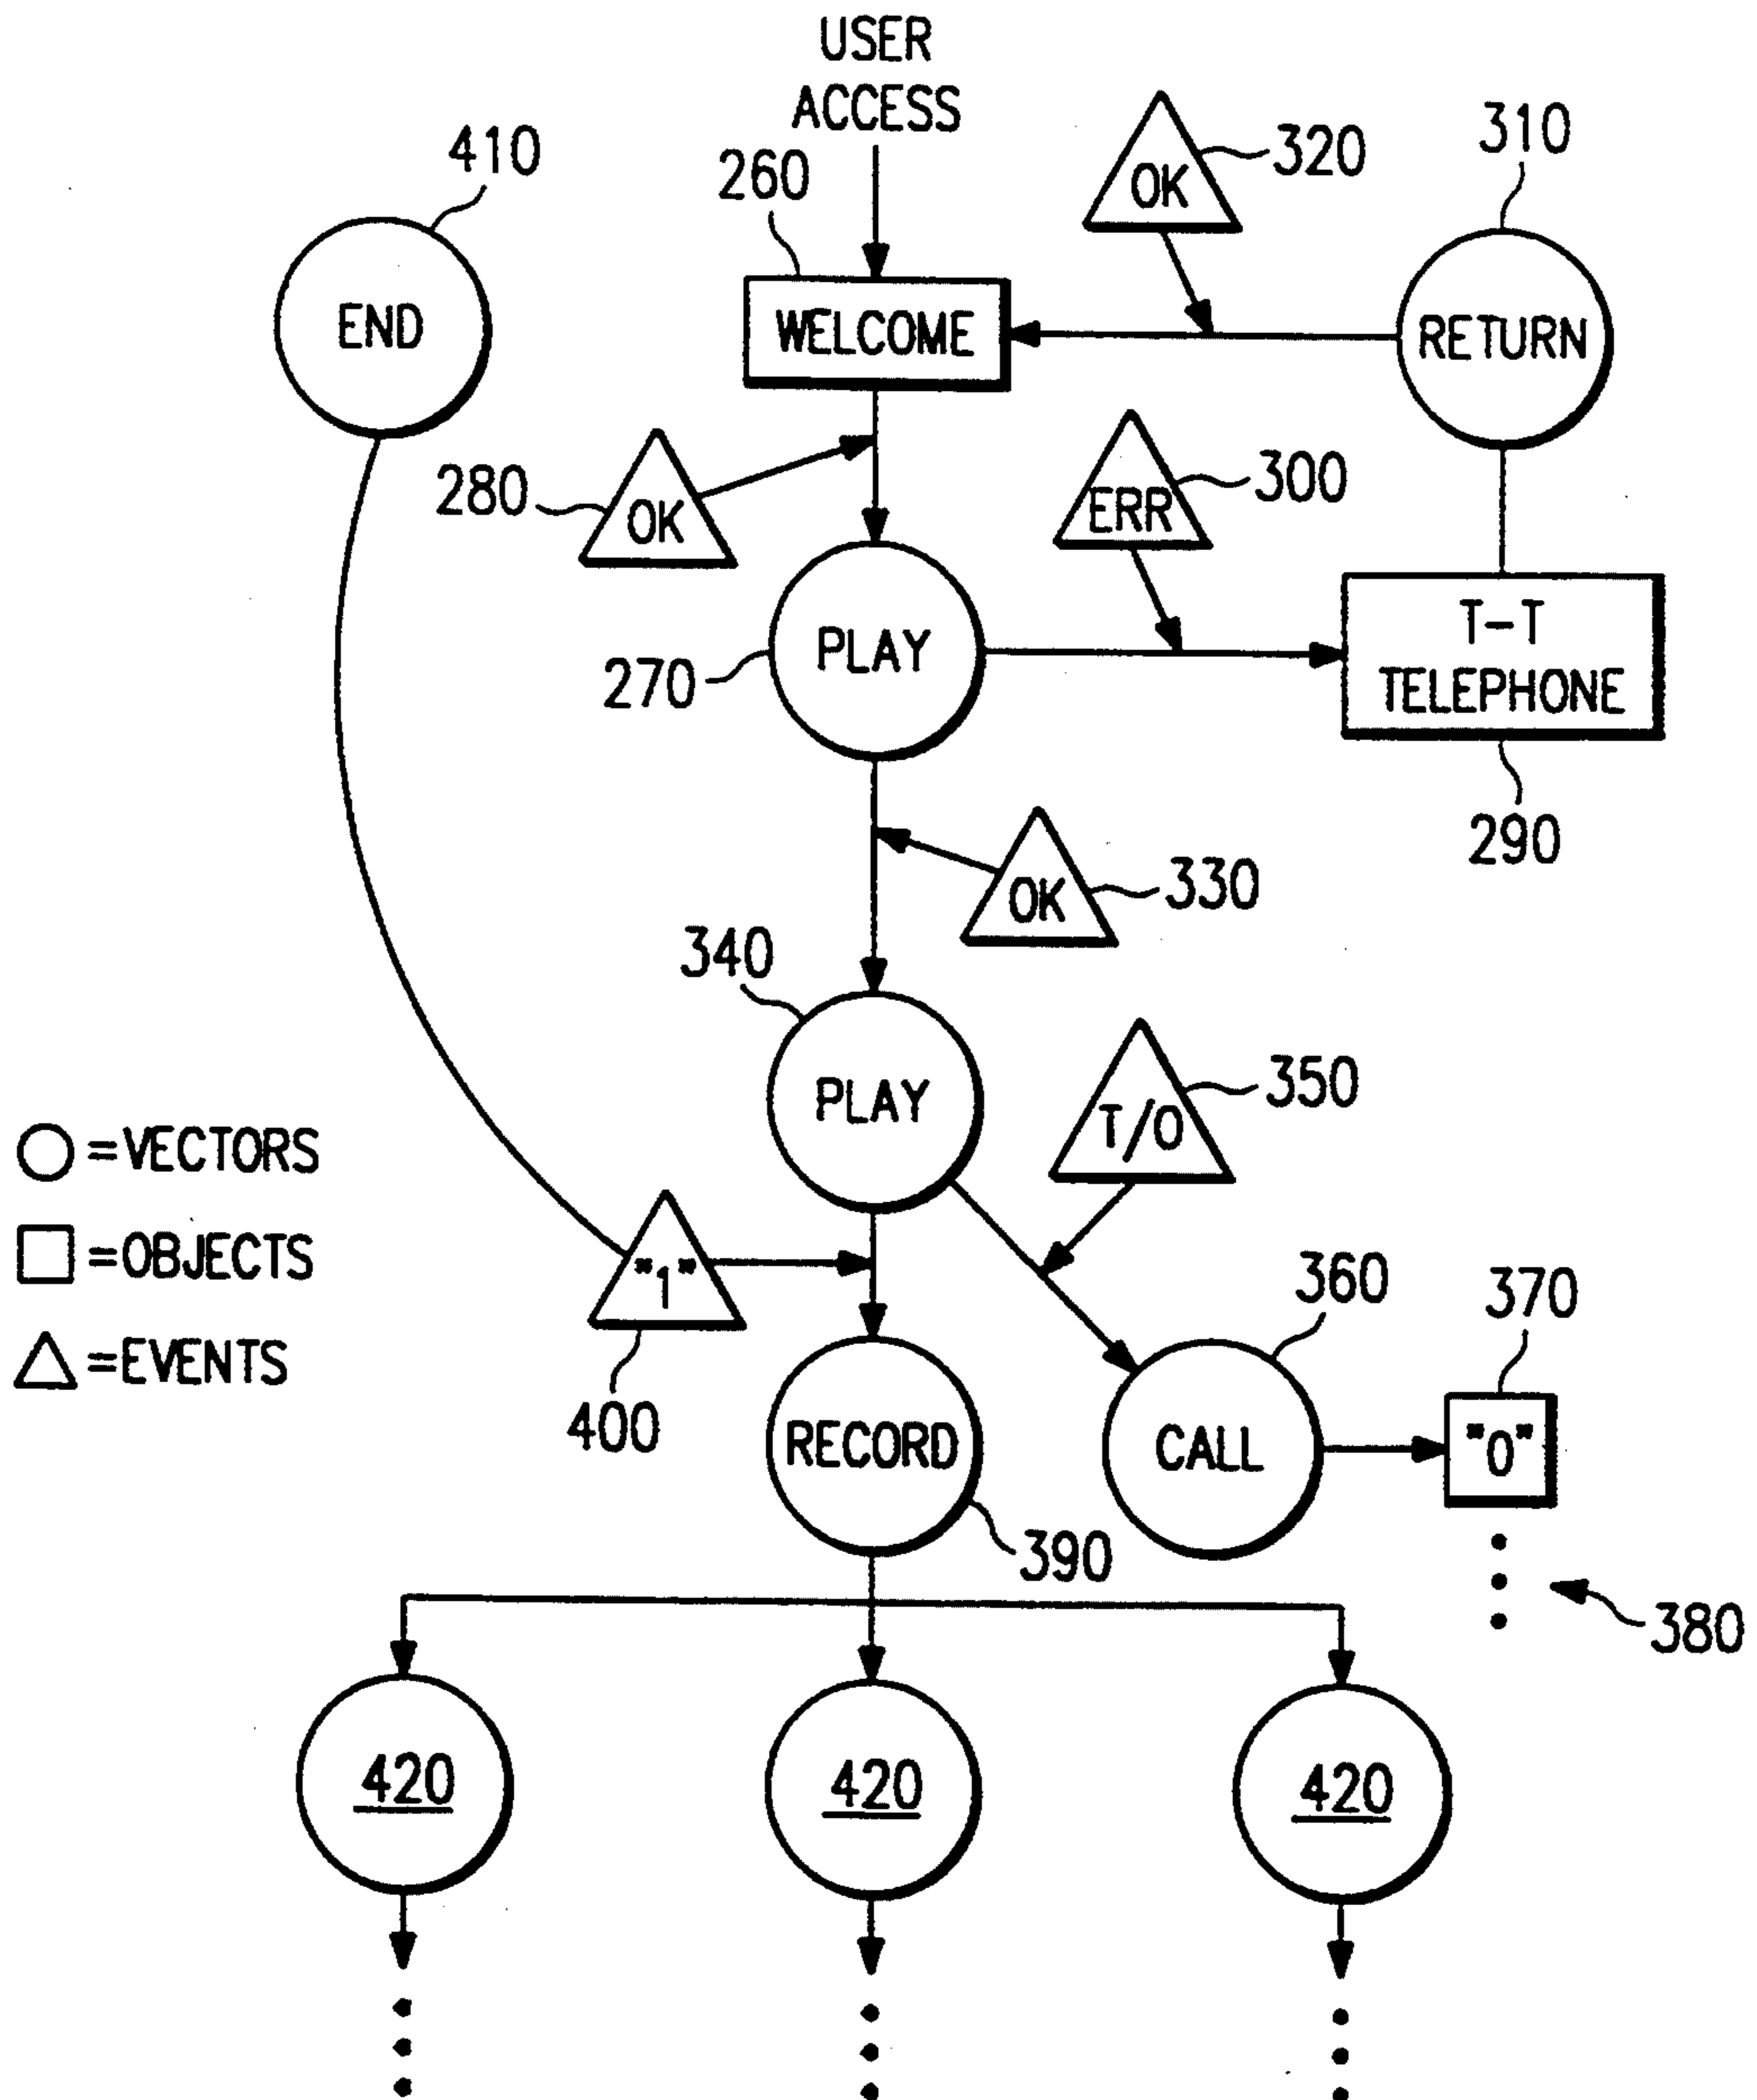 USER
ACCESS
410
260
320
310
OK
END
WELCOME
RETURN
280
OK
300
ERR
270
PLAY
T-T
TELEPHONE
290
OK
330
340
PLAY
350
T/O
○=VECTORS
□=OBJECTS
△=EVENTS
"1"
400
360
370
RECORD
CALL
"0"
390
380
420
420
420